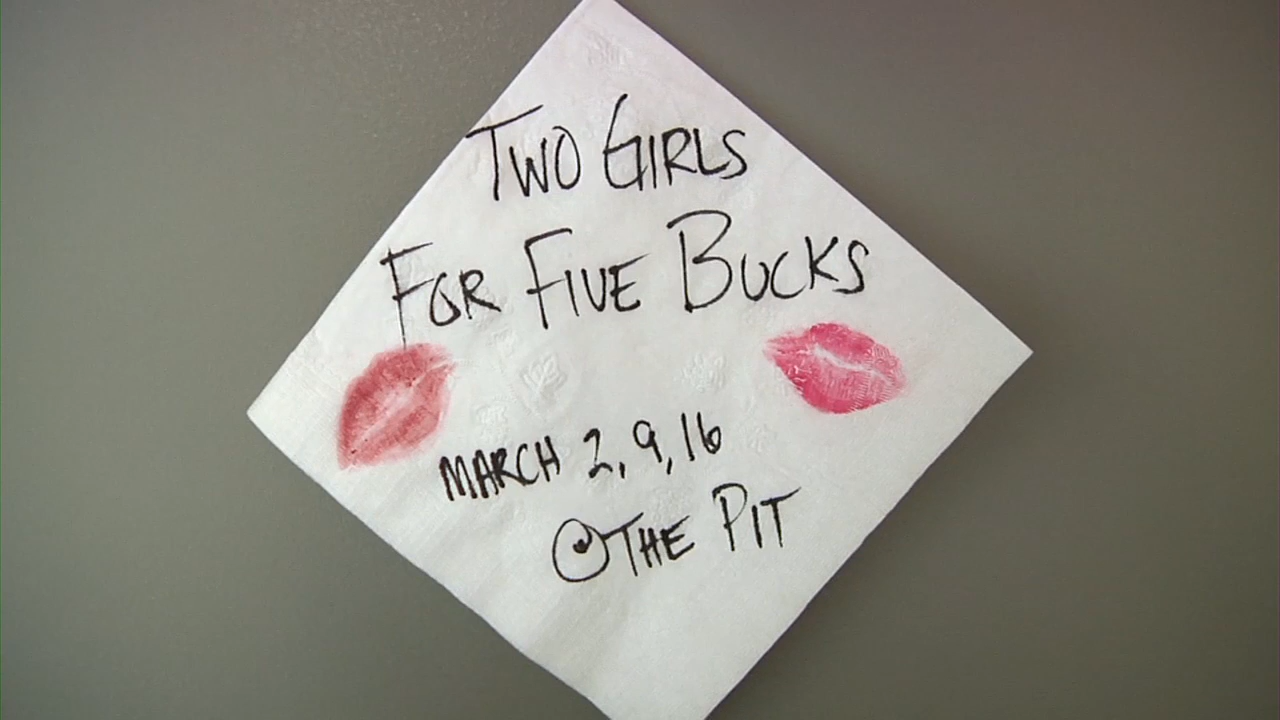 TWO GIRLS
FOR FIVE BUCKS
MARCH 2, 9, 16
@THE PIT